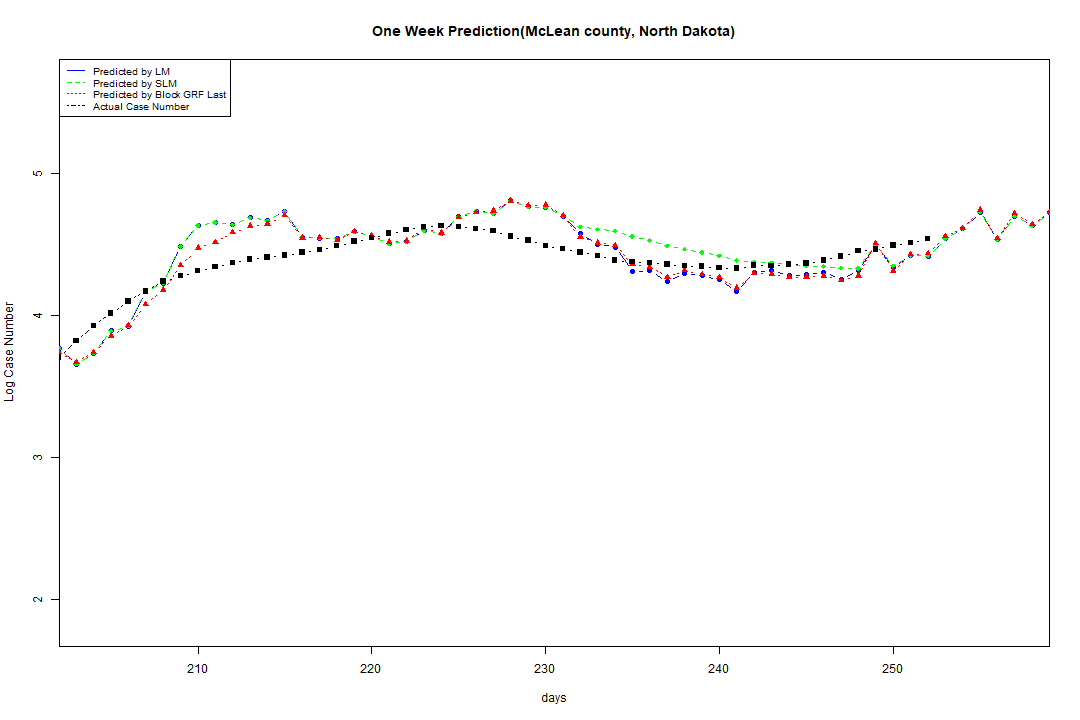 One Week Prediction(McLean county, North Dakota)
Predicted by LM
Predicted by SLM
Predicted by Block GRF Last
Actual Case Number
5
4
3
2
Log Case Number
210 220 230 240 250
days